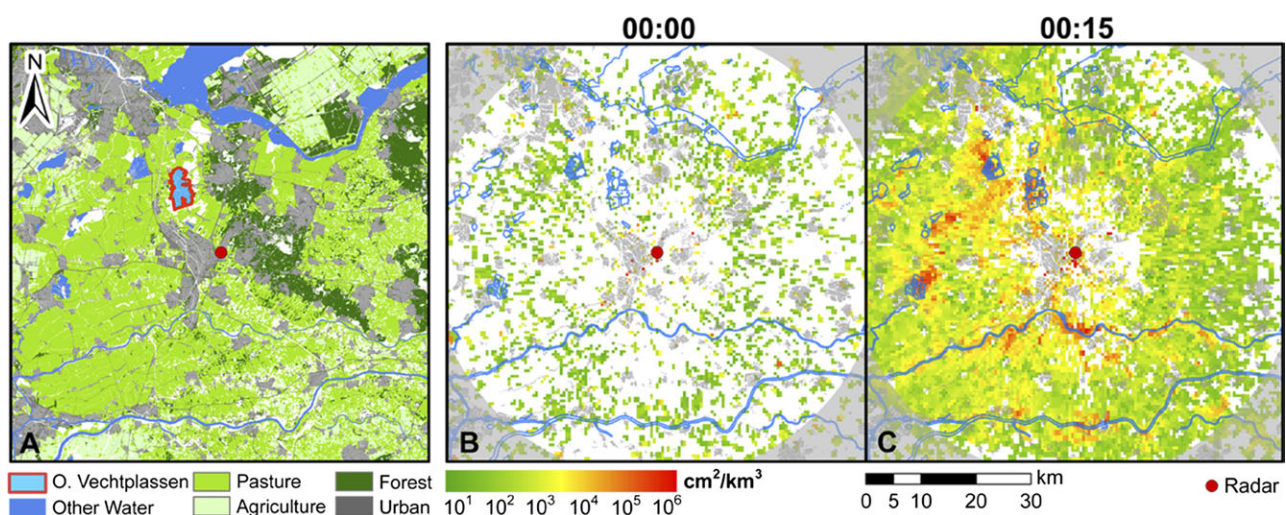 00:00 00:15
N
A B C
O. Vechtplassen Pasture Forest
Other Water Agriculture Urban
cm²/km³
10¹ 10² 10³ 10⁴ 10⁵ 10⁶
km
0 5 10 20 30
Radar